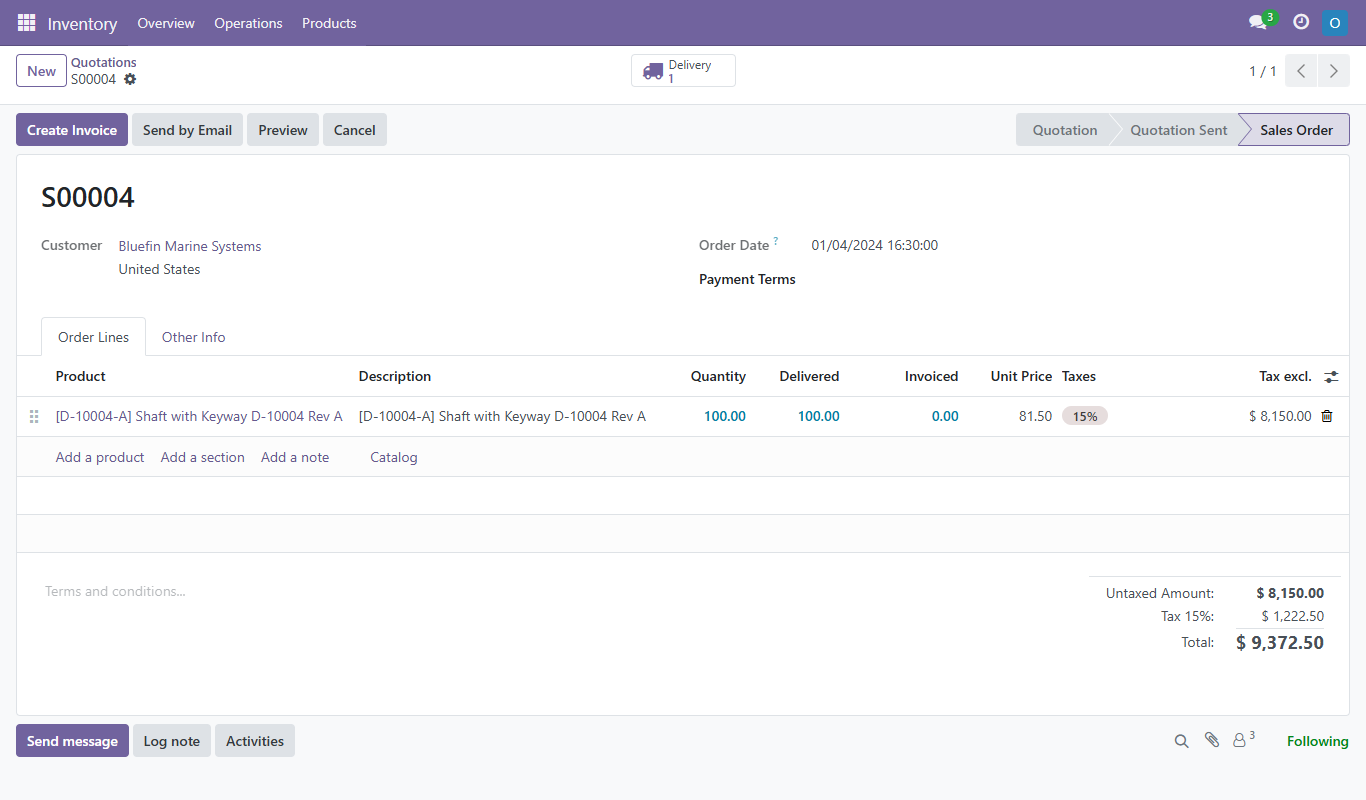 Inventory Overview Operations Products 3 O
New Quotations
S00004
Delivery
1
1 / 1
Create Invoice Send by Email Preview Cancel Quotation Quotation Sent Sales Order
S00004
Customer Bluefin Marine Systems
United States
Order Date ? 01/04/2024 16:30:00
Payment Terms
Order Lines Other Info
Product Description Quantity Delivered Invoiced Unit Price Taxes Tax excl.
[D-10004-A] Shaft with Keyway D-10004 Rev A [D-10004-A] Shaft with Keyway D-10004 Rev A 100.00 100.00 0.00 81.50 15% $ 8,150.00
Add a product Add a section Add a note Catalog
Terms and conditions...
Untaxed Amount: $ 8,150.00
Tax 15%: $ 1,222.50
Total: $ 9,372.50
Send message Log note Activities 3 Following